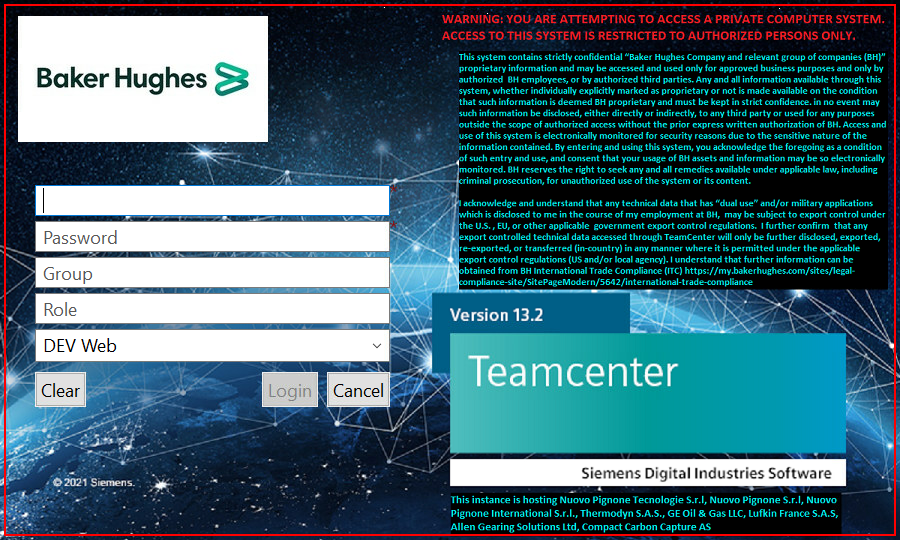 WARNING: YOU ARE ATTEMPTING TO ACCESS A PRIVATE COMPUTER SYSTEM.
ACCESS TO THIS SYSTEM IS RESTRICTED TO AUTHORIZED PERSONS ONLY.
Baker Hughes
This system contains strictly confidential “Baker Hughes Company and relevant group of companies (BH)”
proprietary information and may be accessed and used only for approved business purposes and only by
authorized BH employees, or by authorized third parties. Any and all information available through this
system, whether individually explicitly marked as proprietary or not is made available on the condition
that such information is deemed BH proprietary and must be kept in strict confidence. in no event may
such information be disclosed, either directly or indirectly, to any third party or used for any purposes
outside the scope of authorized access without the prior express written authorization of BH. Access and
use of this system is electronically monitored for security reasons due to the sensitive nature of the
information contained. By entering and using this system, you acknowledge the foregoing as a condition
of such entry and use, and consent that your usage of BH assets and information may be so electronically
monitored. BH reserves the right to seek any and all remedies available under applicable law, including
criminal prosecution, for unauthorized use of the system or its content.
I acknowledge and understand that any technical data that has “dual use” and/or military applications
which is disclosed to me in the course of my employment at BH, may be subject to export control under
the U.S. , EU, or other applicable government export control regulations. I further confirm that any
export controlled technical data accessed through TeamCenter will only be further disclosed, exported,
re-exported, or transferred (in-country) in any manner where it is permitted under the applicable
export control regulations (US and/or local agency). I understand that further information can be
obtained from BH International Trade Compliance (ITC) https://my.bakerhughes.com/sites/legal-
compliance-site/SitePageModern/5642/international-trade-compliance
*
Password
*
Group
Role
DEV Web
Clear
Login
Cancel
Version 13.2
Teamcenter
Siemens Digital Industries Software
© 2021 Siemens.
This instance is hosting Nuovo Pignone Tecnologie S.r.l, Nuovo Pignone S.r.l, Nuovo
Pignone International S.r.l., Thermodyn S.A.S., GE Oil & Gas LLC, Lufkin France S.A.S,
Allen Gearing Solutions Ltd, Compact Carbon Capture AS